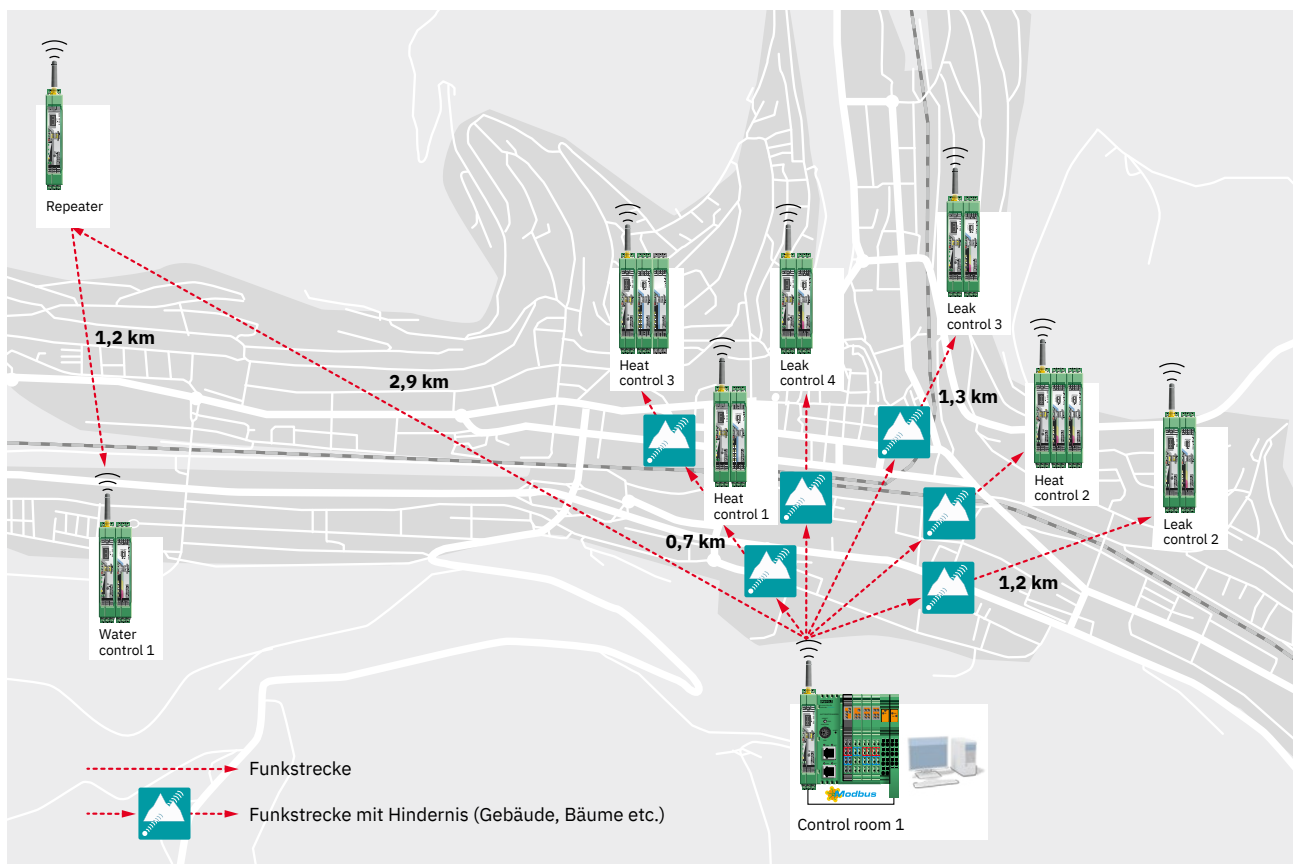 Repeater
1,2 km
2,9 km
Heat
control 3
Leak
control 4
Leak
control 3
1,3 km
Heat
control 1
Heat
control 2
Leak
control 2
0,7 km
1,2 km
Water
control 1
Modbus
Control room 1
Funkstrecke
Funkstrecke mit Hindernis (Gebäude, Bäume etc.)